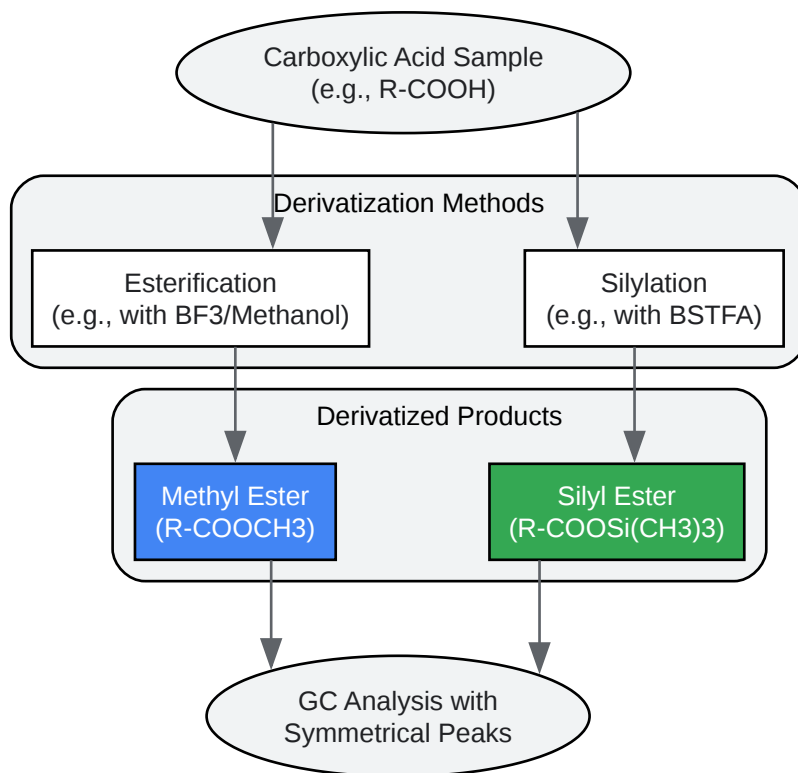 Carboxylic Acid Sample
(e.g., R-COOH)
Derivatization Methods
Esterification
(e.g., with BF3/Methanol)
Silylation
(e.g., with BSTFA)
Derivatized Products
Methyl Ester
(R-COOCH3)
Silyl Ester
(R-COOSi(CH3)3)
GC Analysis with
Symmetrical Peaks